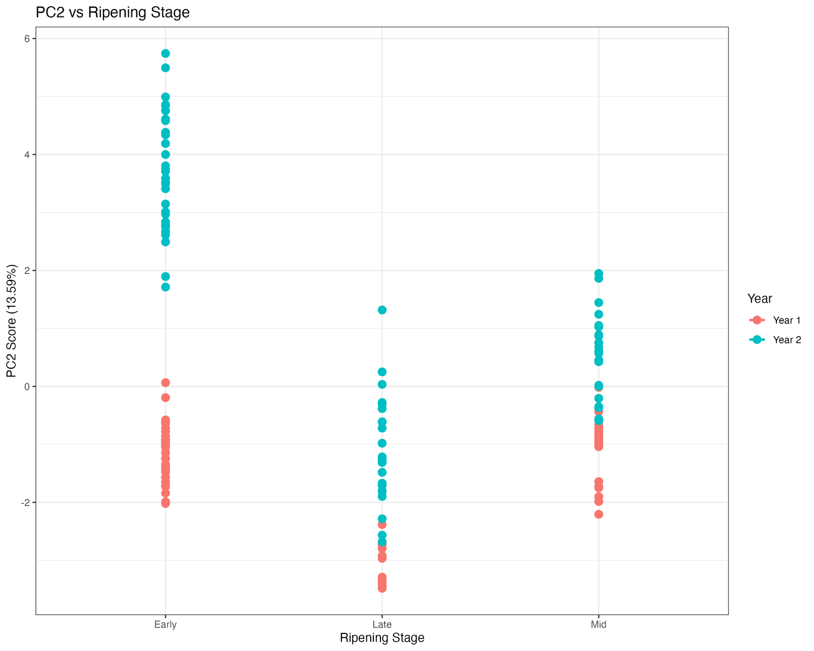 PC2 vs Ripening Stage
6
4
2
0
-2
PC2 Score (13.59%)
Early
Late
Mid
Ripening Stage
Year
Year 1
Year 2